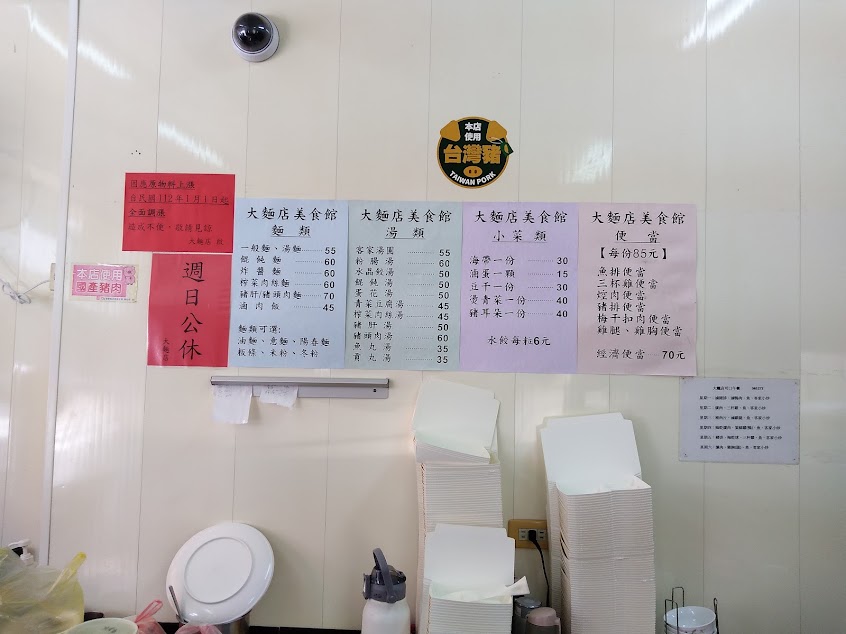 本店
使用
台灣豬
TAIWAN PORK
因應原物料上漲
自民國112年1月1日起
全面調漲
造成不便、敬請見諒
大麵店 啟
本店使用
國產豬肉
週日公休
大麵店
大麵店美食館
麵 類
一般麵、湯麵 55
餛飩麵 60
炸醬麵 60
榨菜肉絲麵 60
豬肝/豬頭肉麵 70
滷肉飯 45
麵類可選:
油麵、意麵、陽春麵
板條、米粉、冬粉
大麵店美食館
湯 類
客家湯圓 55
粉腸湯 60
水晶餃湯 50
餛飩湯 50
蛋花湯 50
青菜豆腐湯 45
榨菜肉絲湯 45
豬肝湯 50
豬頭肉湯 60
魚丸湯 35
貢丸湯 35
大麵店美食館
小菜類
海帶一份 30
滷蛋一顆 15
豆干一份 30
燙青菜一份 40
豬耳朵一份 40
水餃每粒6元
大麵店美食館
便 當
【每份85元】
魚排便當
三杯雞便當
焢肉便當
豬排便當
梅干扣肉便當
雞腿、雞胸便當
經濟便當 70元